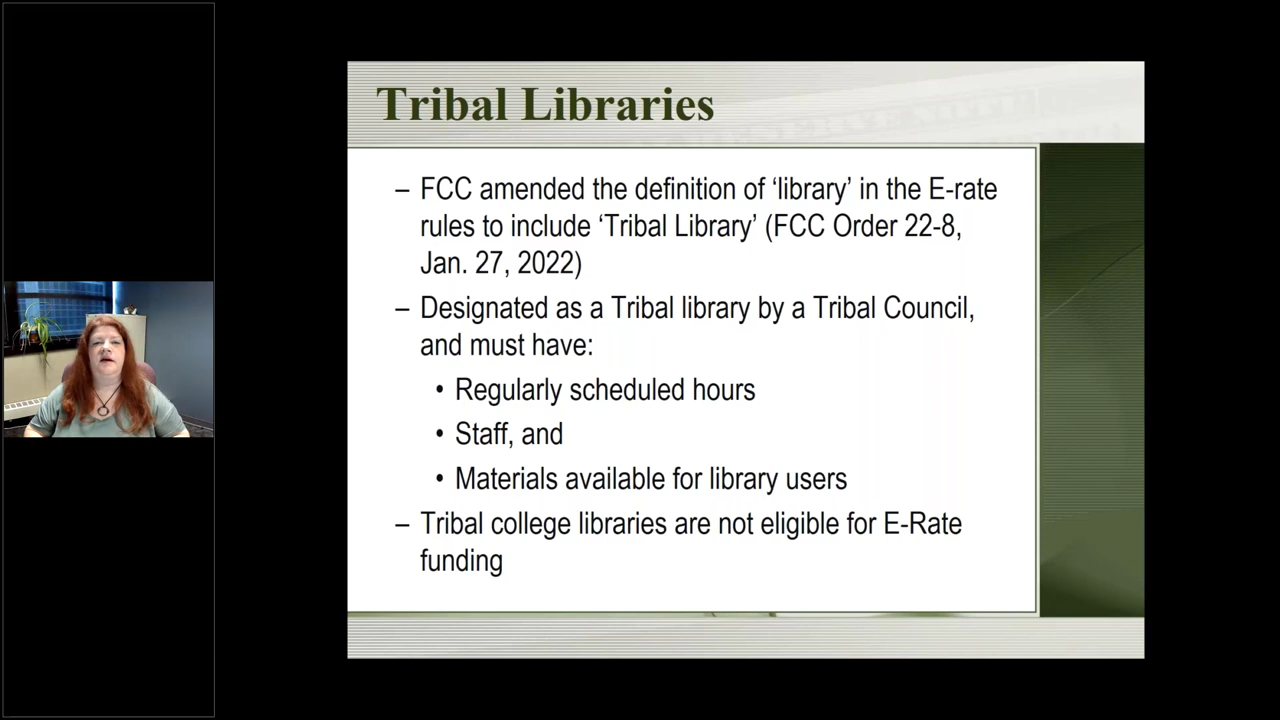 Tribal Libraries
– FCC amended the definition of ‘library’ in the E-rate
rules to include ‘Tribal Library’ (FCC Order 22-8,
Jan. 27, 2022)
– Designated as a Tribal library by a Tribal Council,
and must have:
• Regularly scheduled hours
• Staff, and
• Materials available for library users
– Tribal college libraries are not eligible for E-Rate
funding